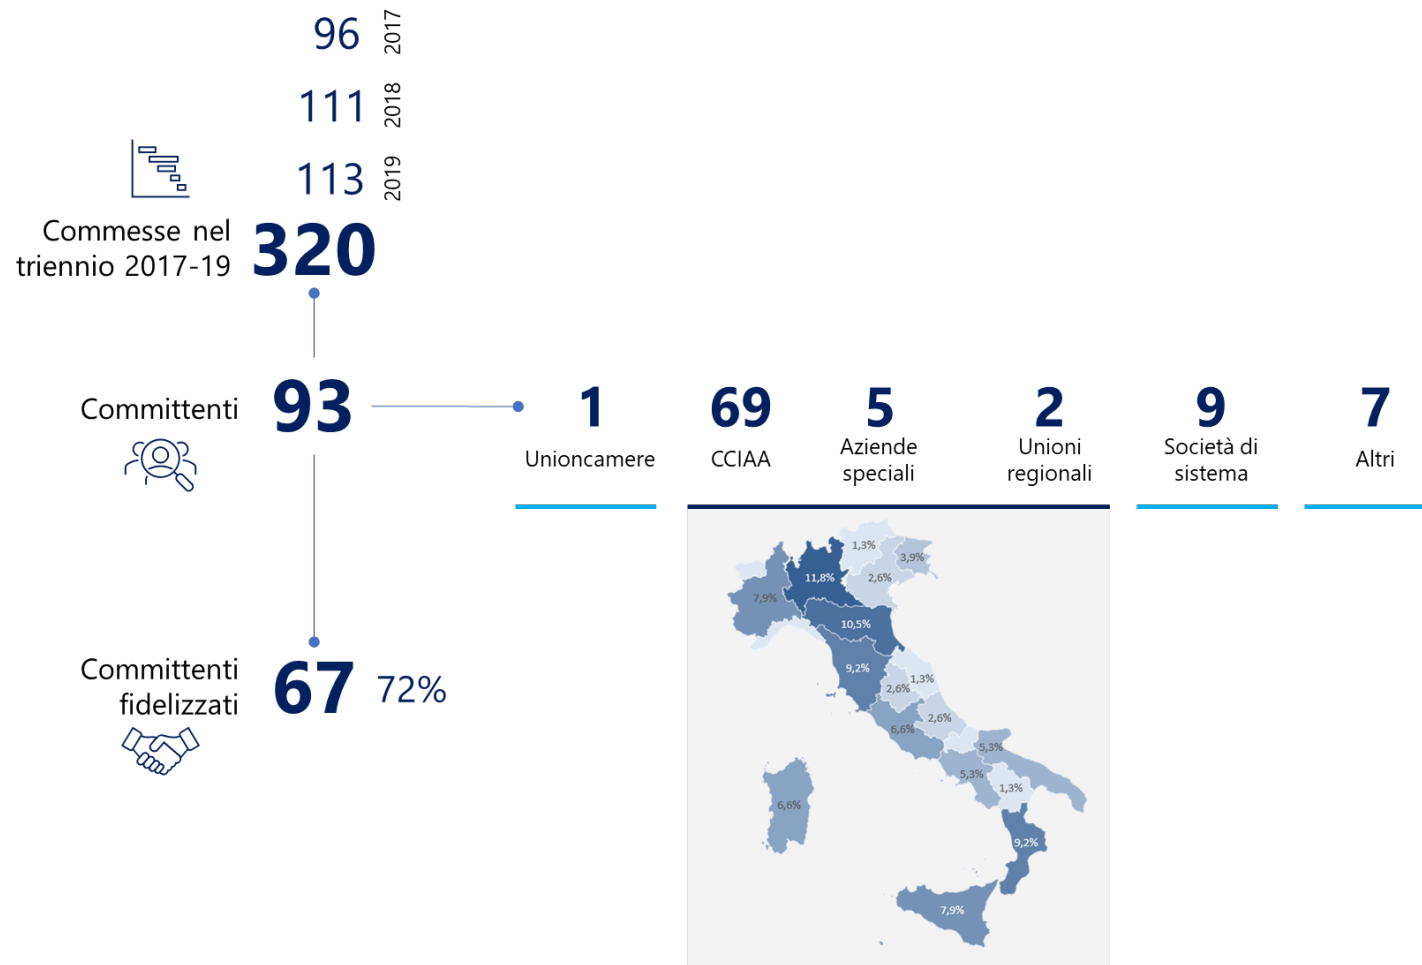 96 2017
111 2018
113 2019
Commesse nel
triennio 2017-19
320
Committenti
93
1
Unioncamere
69
CCIAA
5
Aziende
speciali
2
Unioni
regionali
9
Società di
sistema
7
Altri
Committenti
fidelizzati
67 72%
1,3%
3,9%
11,8%
2,6%
7,9%
10,5%
9,2%
1,3%
2,6%
2,6%
6,6%
5,3%
5,3%
1,3%
6,6%
9,2%
7,9%